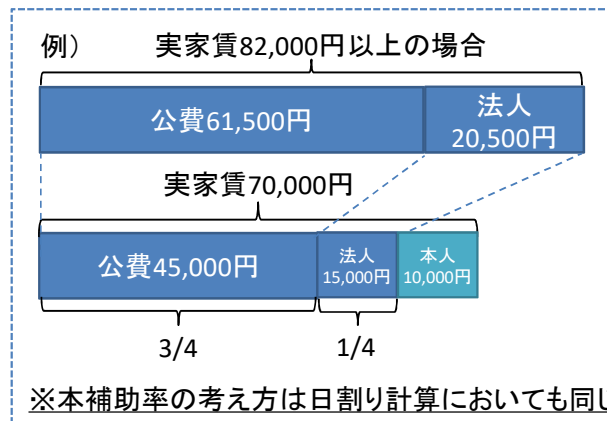 例） 実家賃82,000円以上の場合
公費61,500円
法人
20,500円
実家賃70,000円
公費45,000円
法人
15,000円
本人
10,000円
3/4
1/4
※本補助率の考え方は日割り計算においても同じ